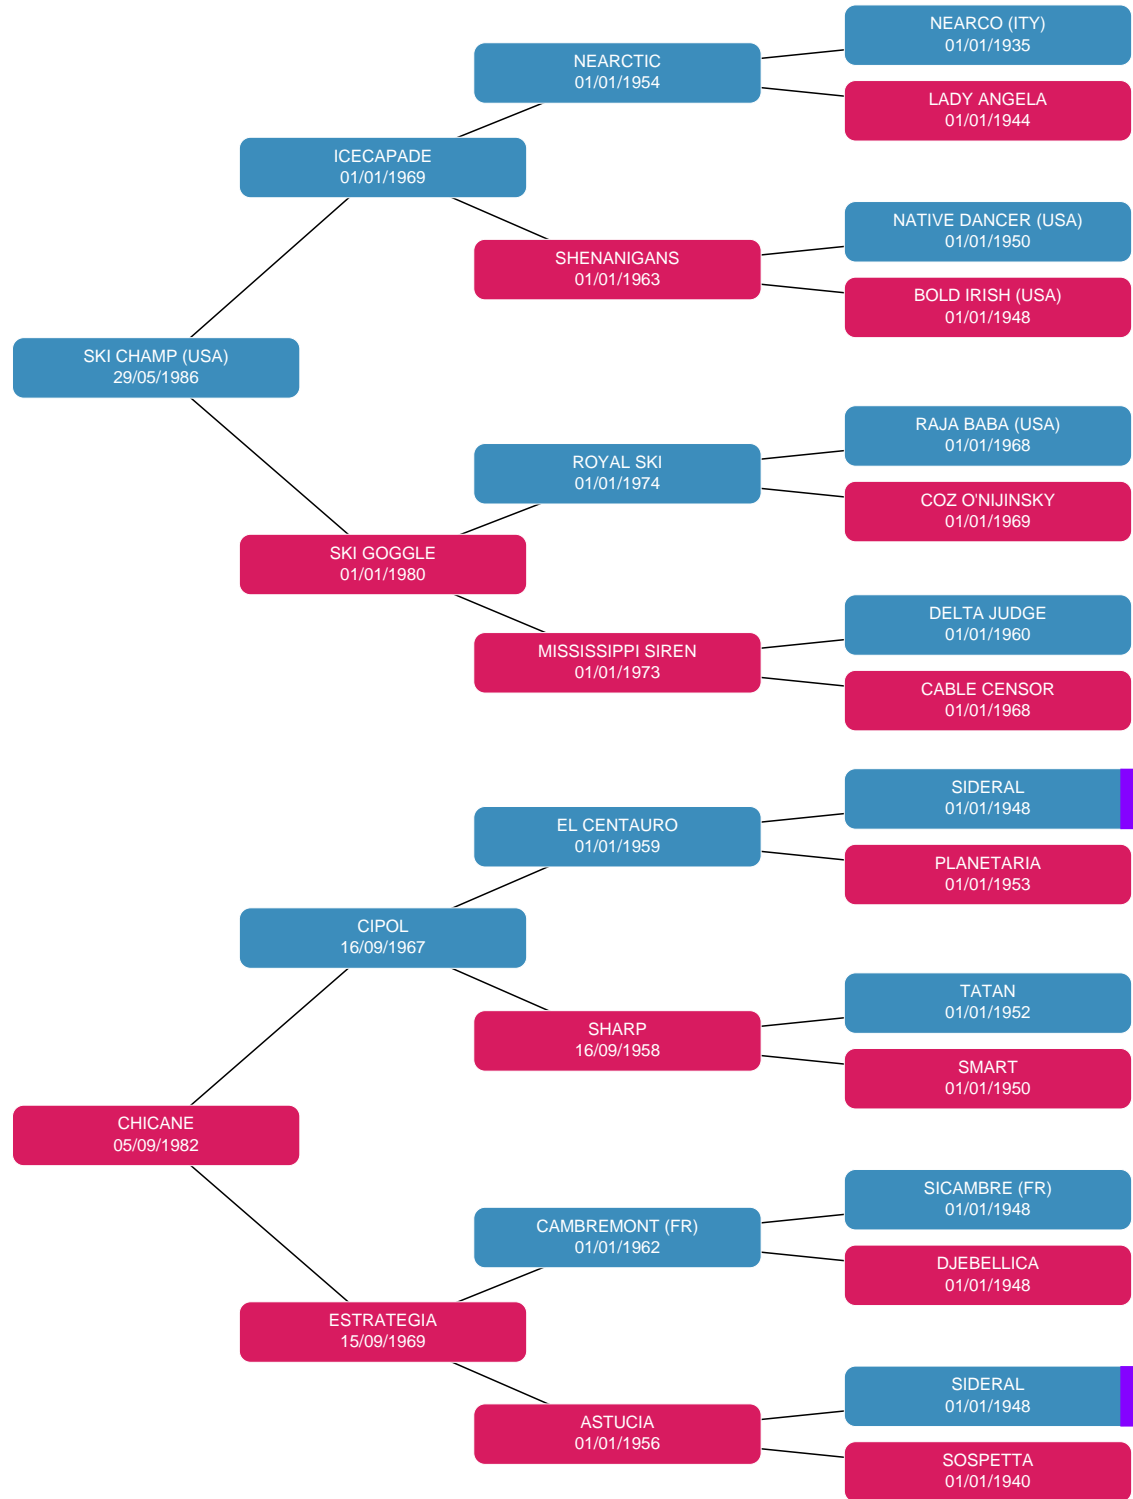 NEARCO (ITY)
01/01/1935
NEARCTIC
01/01/1954
LADY ANGELA
01/01/1944
ICECAPADE
01/01/1969
NATIVE DANCER (USA)
01/01/1950
SHENANIGANS
01/01/1963
BOLD IRISH (USA)
01/01/1948
SKI CHAMP (USA)
29/05/1986
RAJA BABA (USA)
01/01/1968
ROYAL SKI
01/01/1974
COZ O'NIJINSKY
01/01/1969
SKI GOGGLE
01/01/1980
DELTA JUDGE
01/01/1960
MISSISSIPPI SIREN
01/01/1973
CABLE CENSOR
01/01/1968
SIDERAL
01/01/1948
EL CENTAURO
01/01/1959
PLANETARIA
01/01/1953
CIPOL
16/09/1967
TATAN
01/01/1952
SHARP
16/09/1958
SMART
01/01/1950
CHICANE
05/09/1982
SICAMBRE (FR)
01/01/1948
CAMBREMONT (FR)
01/01/1962
DJEBELLICA
01/01/1948
ESTRATEGIA
15/09/1969
SIDERAL
01/01/1948
ASTUCIA
01/01/1956
SOSPETTA
01/01/1940